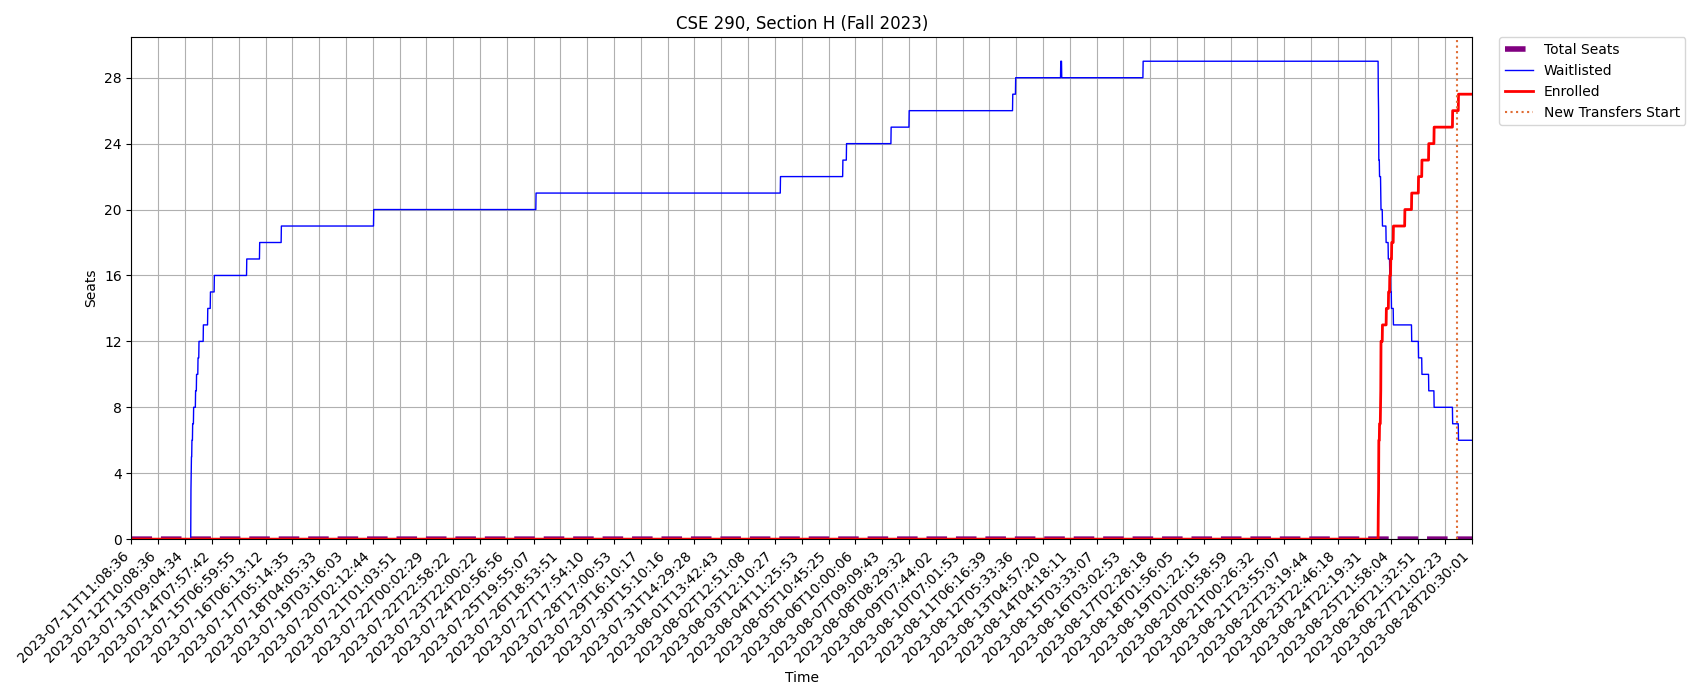 CSE 290, Section H (Fall 2023)
Total Seats
Waitlisted
Enrolled
New Transfers Start
Seats
28
24
20
16
12
8
4
0
2023-07-11T11:08:36
2023-07-12T10:08:36
2023-07-13T09:04:34
2023-07-14T07:57:42
2023-07-15T06:59:55
2023-07-16T06:13:12
2023-07-17T05:14:35
2023-07-18T04:05:33
2023-07-19T03:16:03
2023-07-20T02:12:44
2023-07-21T01:03:51
2023-07-22T00:02:29
2023-07-22T22:58:22
2023-07-23T22:00:22
2023-07-24T20:56:56
2023-07-25T19:55:07
2023-07-26T18:53:51
2023-07-27T17:54:10
2023-07-28T17:00:53
2023-07-29T16:10:17
2023-07-30T15:10:16
2023-07-31T14:29:28
2023-08-01T13:42:43
2023-08-02T12:51:08
2023-08-03T12:10:27
2023-08-04T11:25:53
2023-08-05T10:45:25
2023-08-06T10:00:06
2023-08-07T09:09:43
2023-08-08T08:29:32
2023-08-09T07:44:02
2023-08-10T07:01:53
2023-08-11T06:16:39
2023-08-12T05:33:36
2023-08-13T04:57:20
2023-08-14T04:18:11
2023-08-15T03:33:07
2023-08-16T03:02:53
2023-08-17T02:28:18
2023-08-18T01:56:05
2023-08-19T01:22:15
2023-08-20T00:58:59
2023-08-21T00:26:32
2023-08-21T23:55:07
2023-08-22T23:19:44
2023-08-23T22:46:18
2023-08-24T22:19:31
2023-08-25T21:58:04
2023-08-26T21:32:51
2023-08-27T21:02:23
2023-08-28T20:30:01
Time